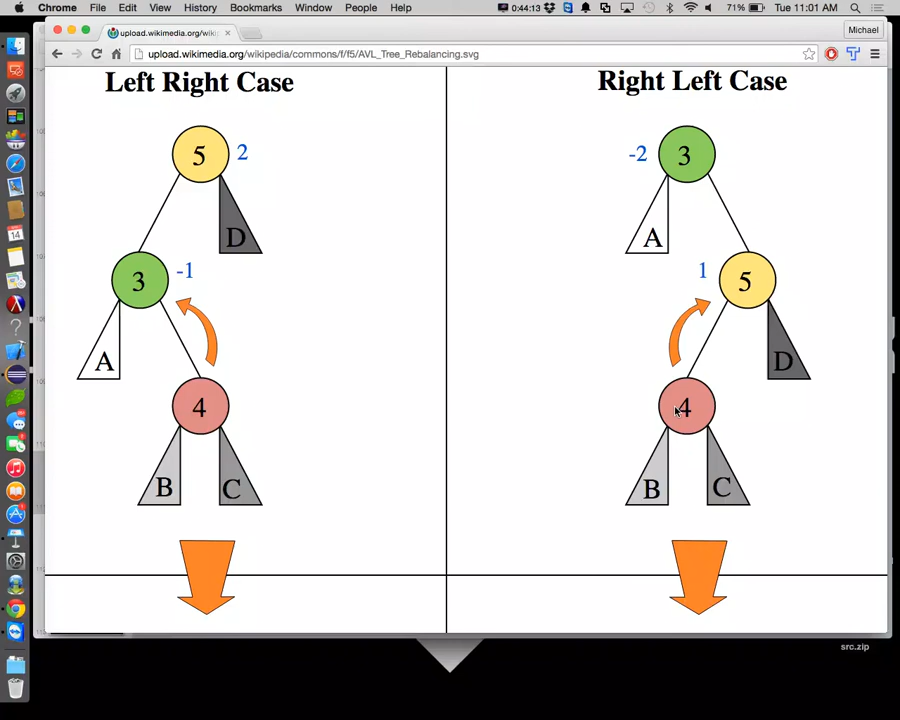 Chrome File Edit View History Bookmarks Window People Help 0:44:13 71% Tue 11:01 AM
upload.wikimedia.org/wikis
Michael
upload.wikimedia.org/wikipedia/commons/f/f5/AVL_Tree_Rebalancing.svg
Left Right Case
5 2
D
3 -1
A
4
B C
Right Left Case
-2 3
A
1 5
D
4
B C
14
src.zip